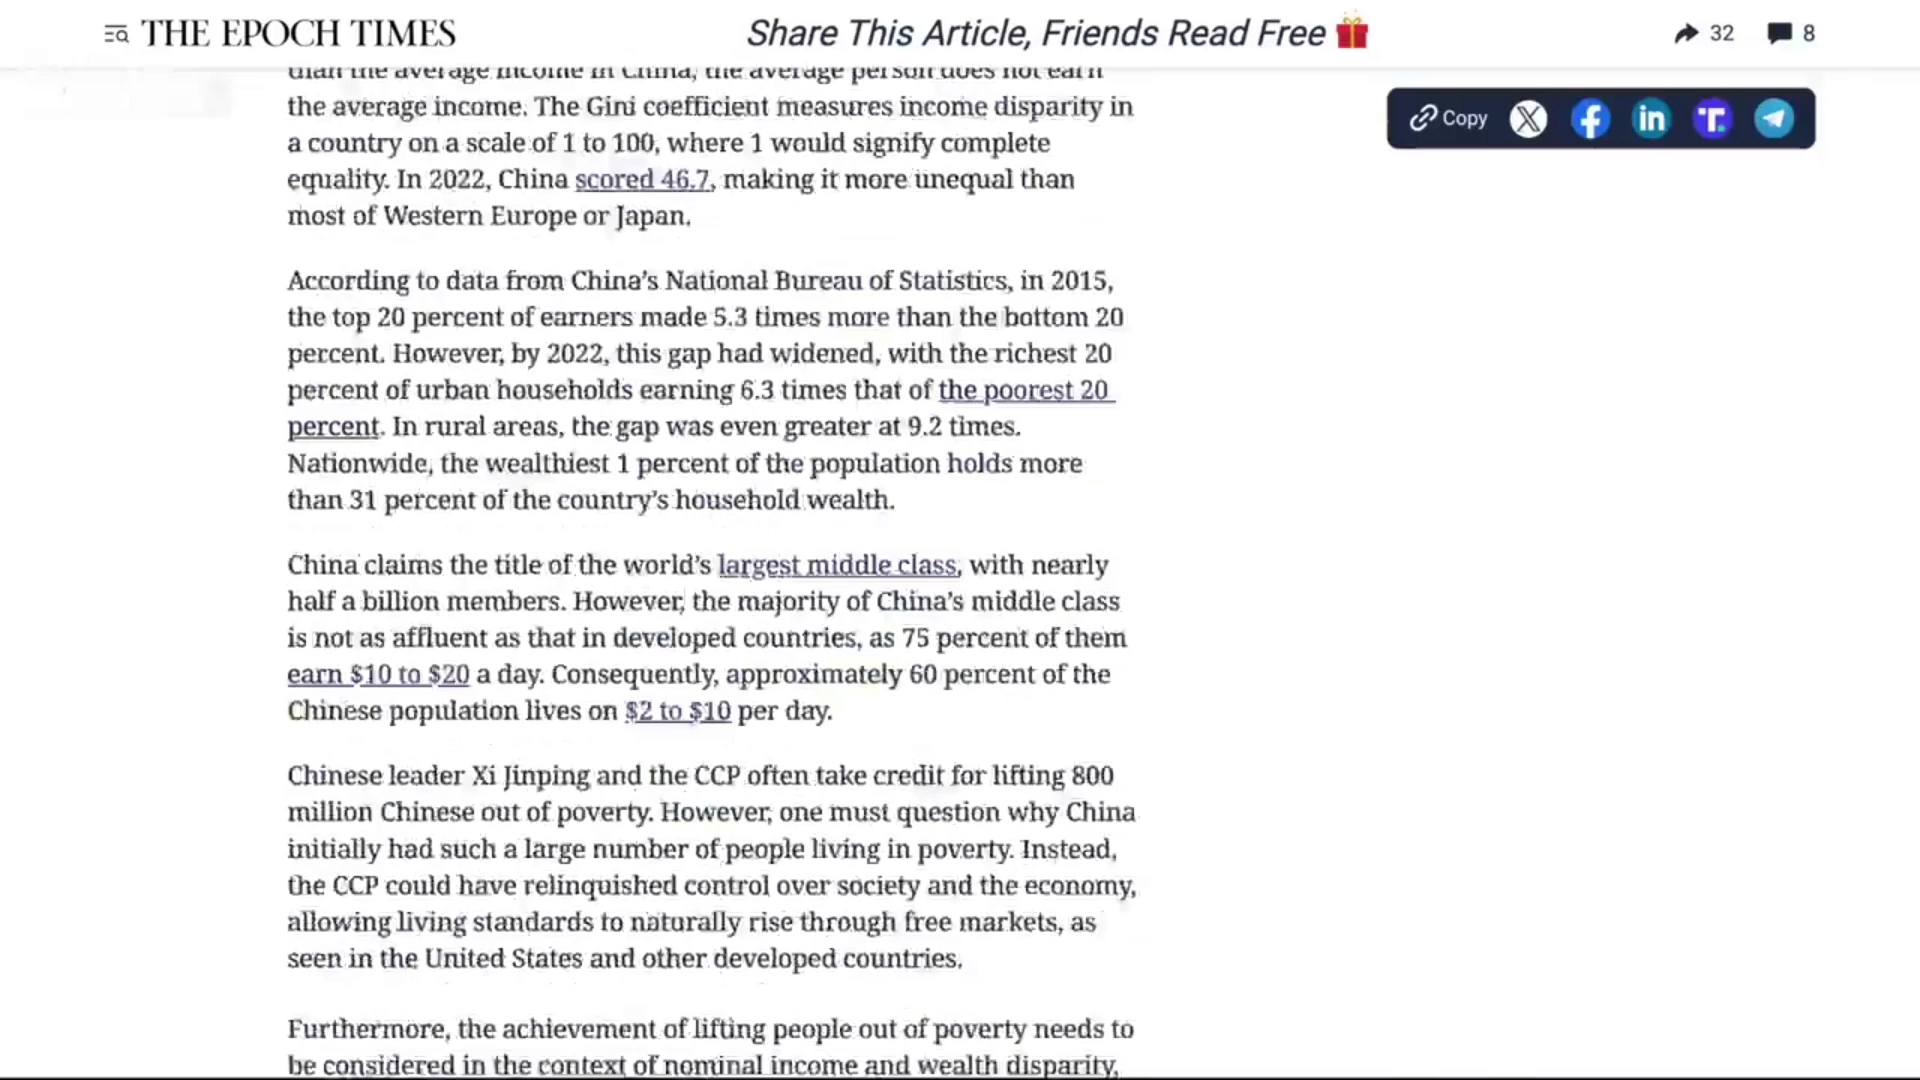 THE EPOCH TIMES
Share This Article, Friends Read Free
32
8
Copy
than the average income in China, the average person does not earn
the average income. The Gini coefficient measures income disparity in
a country on a scale of 1 to 100, where 1 would signify complete
equality. In 2022, China scored 46.7, making it more unequal than
most of Western Europe or Japan.
According to data from China's National Bureau of Statistics, in 2015,
the top 20 percent of earners made 5.3 times more than the bottom 20
percent. However, by 2022, this gap had widened, with the richest 20
percent of urban households earning 6.3 times that of the poorest 20
percent. In rural areas, the gap was even greater at 9.2 times.
Nationwide, the wealthiest 1 percent of the population holds more
than 31 percent of the country's household wealth.
China claims the title of the world's largest middle class, with nearly
half a billion members. However, the majority of China's middle class
is not as affluent as that in developed countries, as 75 percent of them
earn $10 to $20 a day. Consequently, approximately 60 percent of the
Chinese population lives on $2 to $10 per day.
Chinese leader Xi Jinping and the CCP often take credit for lifting 800
million Chinese out of poverty. However, one must question why China
initially had such a large number of people living in poverty. Instead,
the CCP could have relinquished control over society and the economy,
allowing living standards to naturally rise through free markets, as
seen in the United States and other developed countries.
Furthermore, the achievement of lifting people out of poverty needs to
be considered in the context of nominal income and wealth disparity,